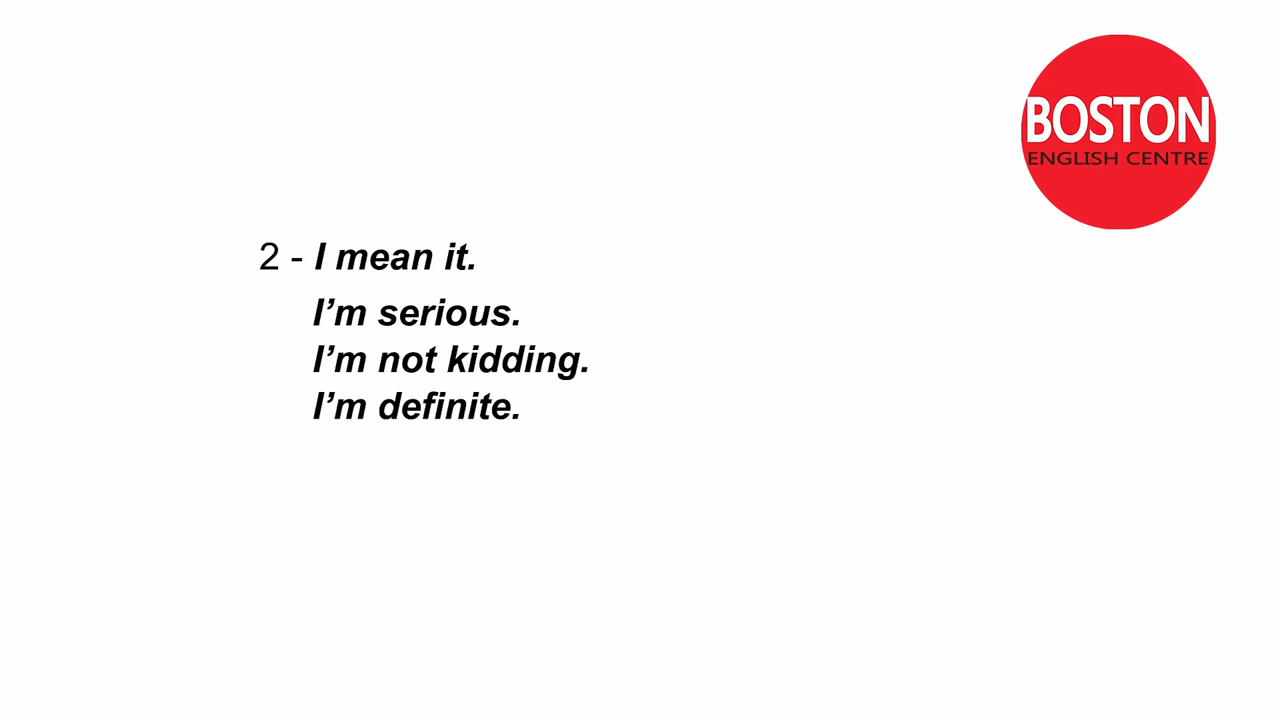 BOSTON
ENGLISH CENTRE
2 - I mean it.
I’m serious.
I’m not kidding.
I’m definite.